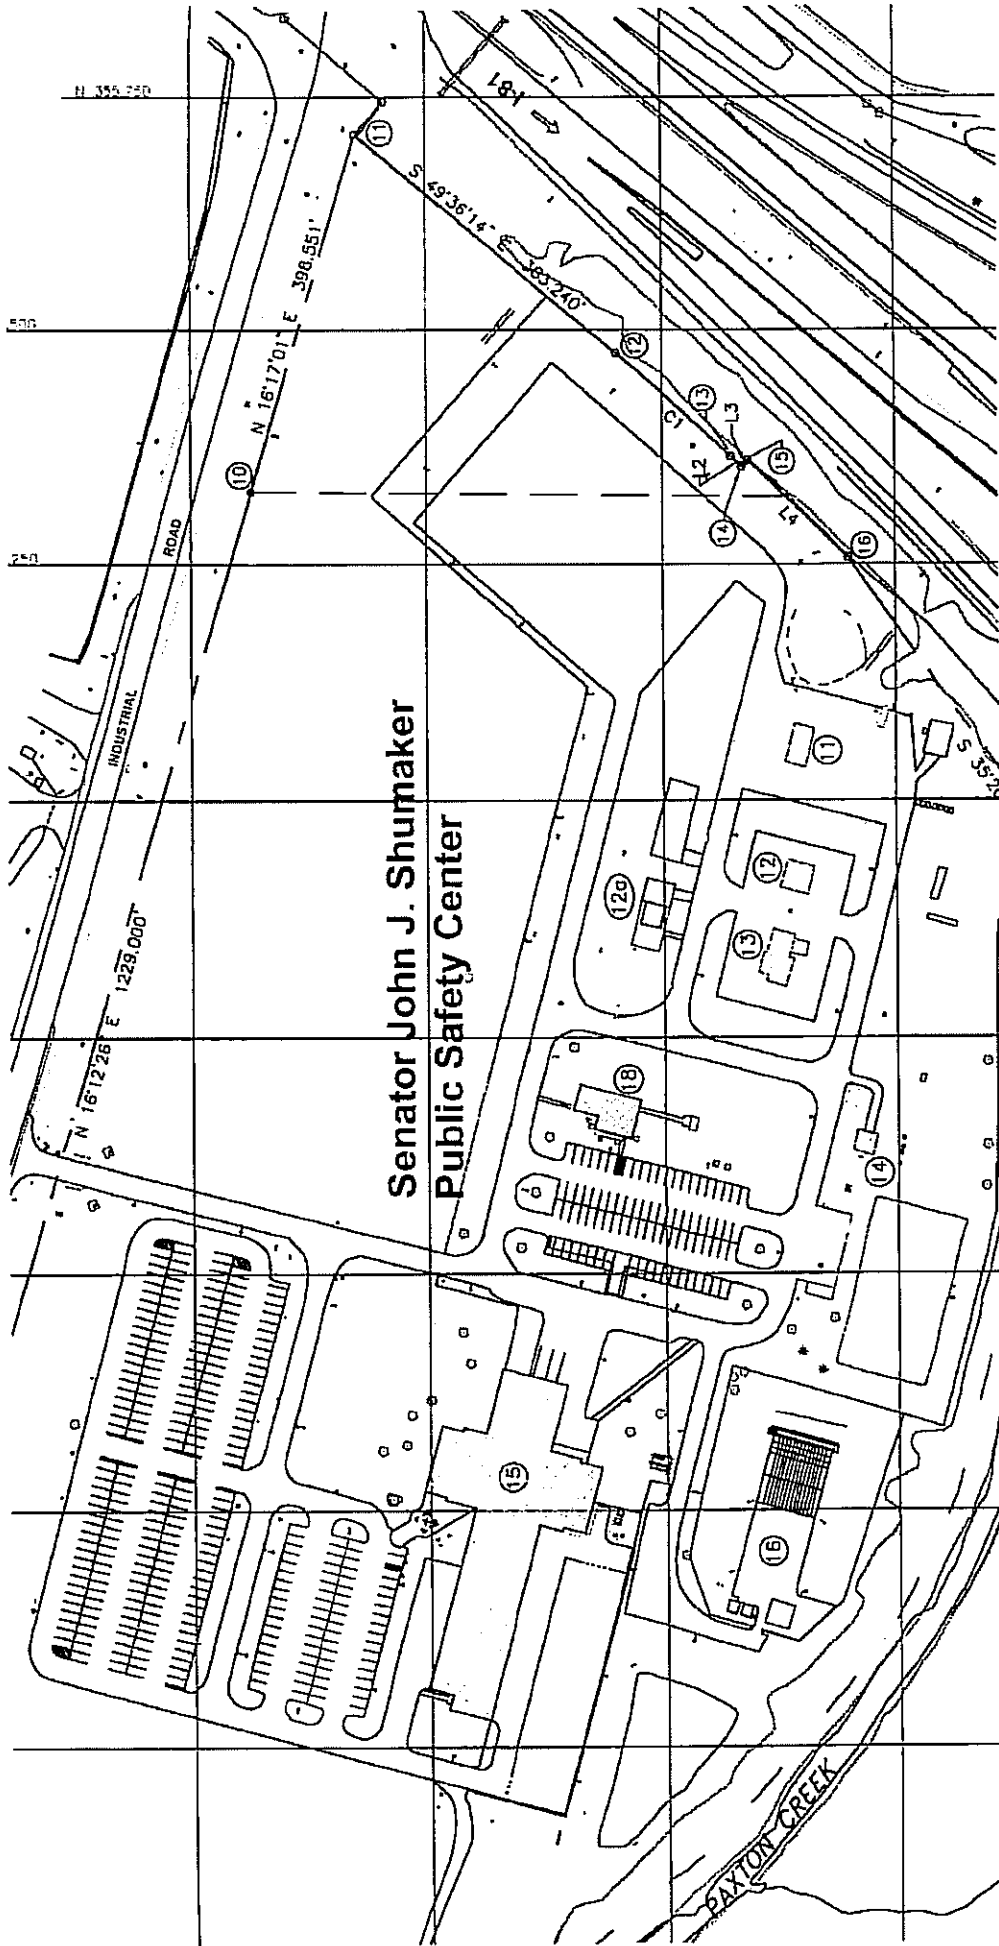 N 355,750
500
250
I-81
INDUSTRIAL
ROAD
N 16°17'01" E 398.551'
N 16°12'26" E 1229.000'
S 49°36'14" E
383.240'
10
11
12
13
14
15
16
C1
L2
L3
L4
Senator John J. Shumaker
Public Safety Center
11
12
12a
13
14
15
16
18
PAXTON CREEK